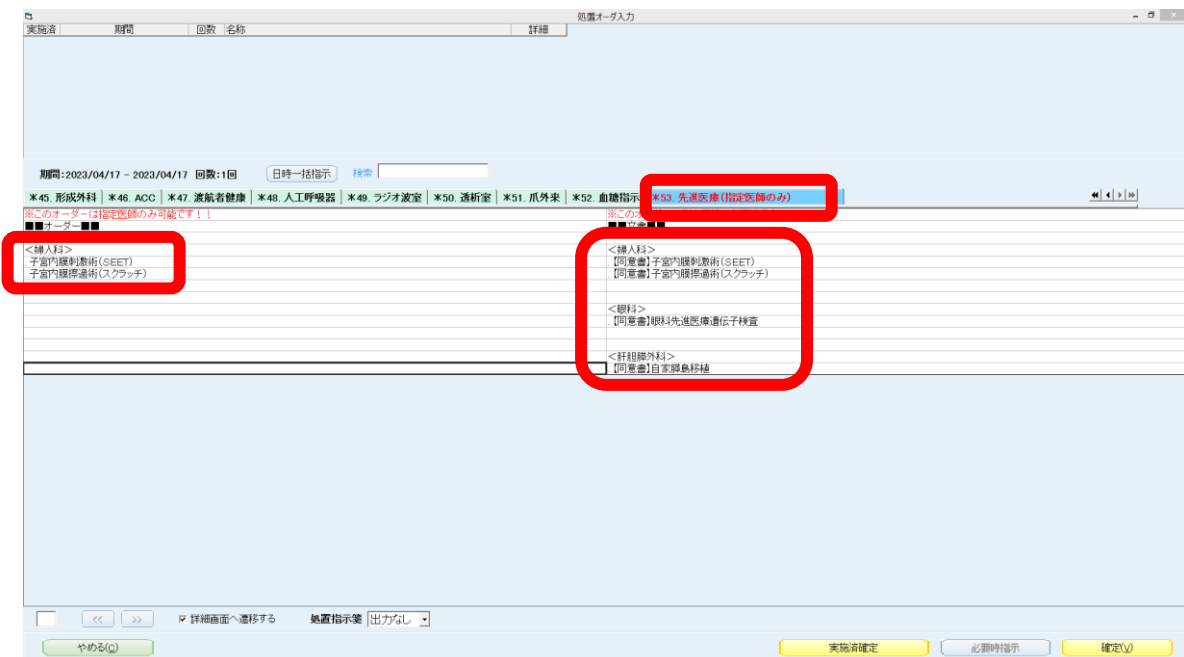 処置オーダ入力
実施済 期間 回数 名称 詳細
期間:2023/04/17 - 2023/04/17 回数:1回 日時一括指示 検索
*45. 形成外科 *46. ACC *47. 渡航者健康 *48. 人工呼吸器 *49. ラジオ波室 *50. 透析室 *51. 爪外来 *52. 血糖指示 *53. 先進医療(指定医師のみ)
※このオーダーは指定医師のみ可能です!! ※このオ
■■オーダー■■ ■■文書■■
<婦人科> <婦人科>
子宮内膜刺激術(SEET) 【同意書】子宮内膜刺激術(SEET)
子宮内膜擦過術(スクラッチ) 【同意書】子宮内膜擦過術(スクラッチ)
<眼科>
【同意書】眼科先進医療遺伝子検査
<肝胆膵外科>
【同意書】自家膵島移植
<< >> 詳細画面へ遷移する 処置指示箋 出力なし
やめる(C) 実施済確定 必要時指示 確定(V)